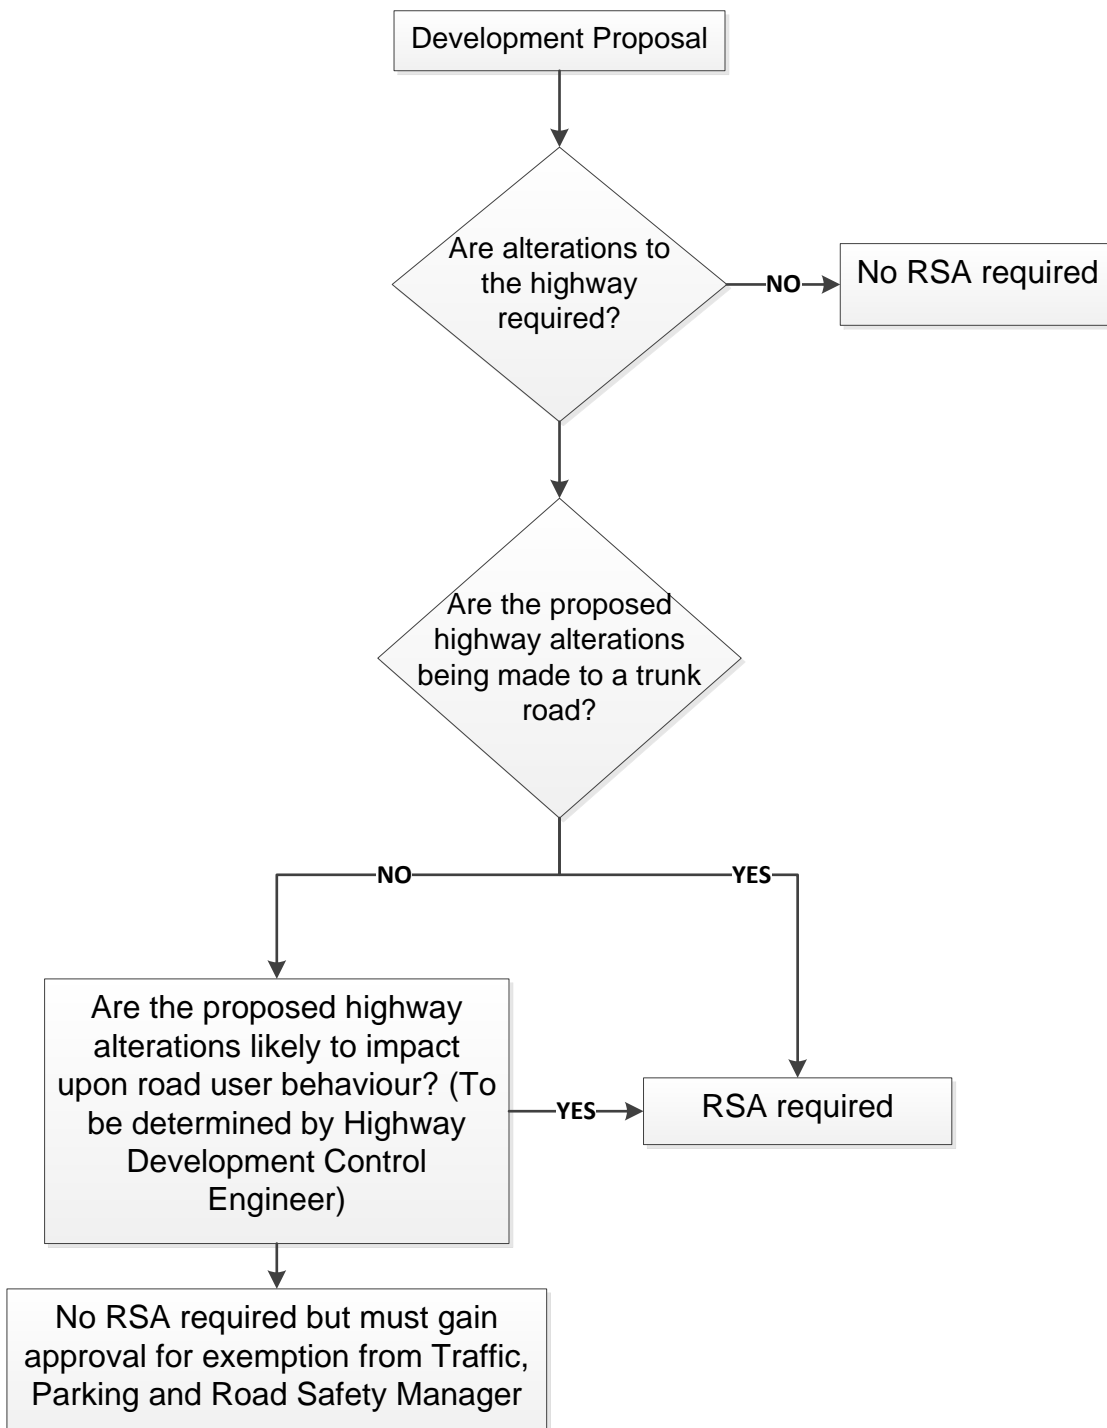 Development Proposal
Are alterations to
the highway
required?
NO
No RSA required
Are the proposed
highway alterations
being made to a trunk
road?
NO
YES
Are the proposed highway
alterations likely to impact
upon road user behaviour? (To
be determined by Highway
Development Control
Engineer)
YES
RSA required
No RSA required but must gain
approval for exemption from Traffic,
Parking and Road Safety Manager